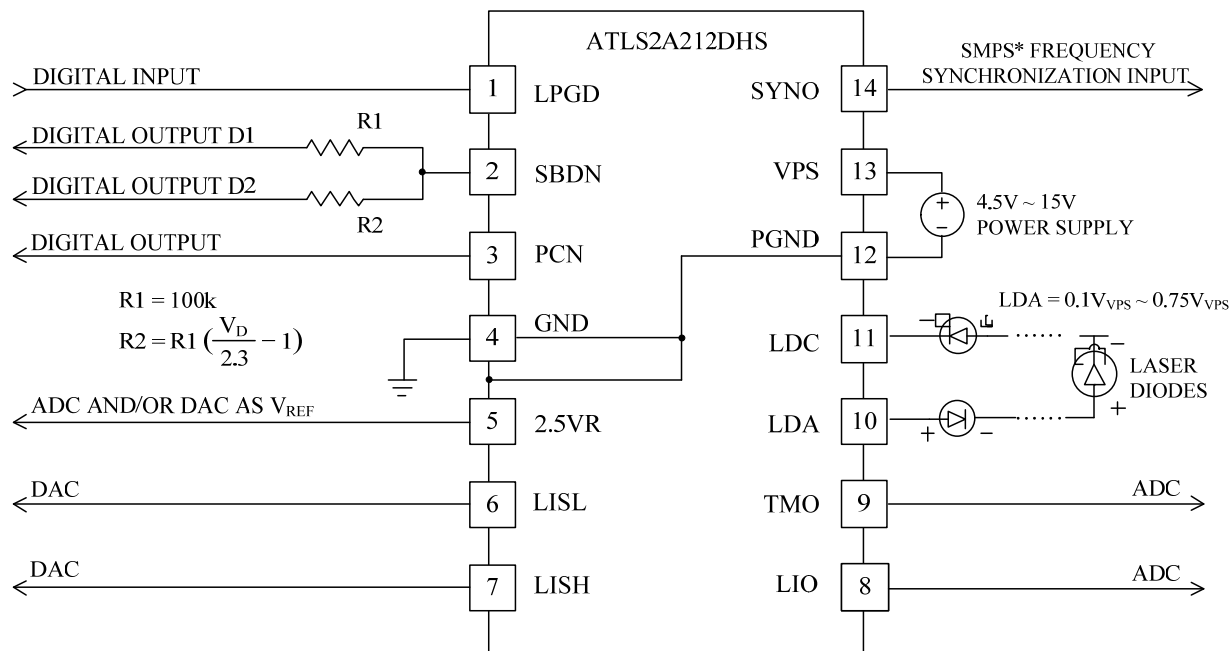 ATLS2A212DHS
DIGITAL INPUT
1
LPGD
DIGITAL OUTPUT D1
R1
2
SBDN
DIGITAL OUTPUT D2
R2
DIGITAL OUTPUT
3
PCN
R1 = 100k
R2 = R1 (V_D/2.3 − 1)
4
GND
ADC AND/OR DAC AS V_REF
5
2.5VR
DAC
6
LISL
DAC
7
LISH
SMPS* FREQUENCY
SYNCHRONIZATION INPUT
SYNO
14
VPS
13
+
-
4.5V ~ 15V
POWER SUPPLY
PGND
12
LDA = 0.1V_VPS ~ 0.75V_VPS
LDC
11
-
-
LASER
DIODES
+
LDA
10
+
-
TMO
9
ADC
LIO
8
ADC